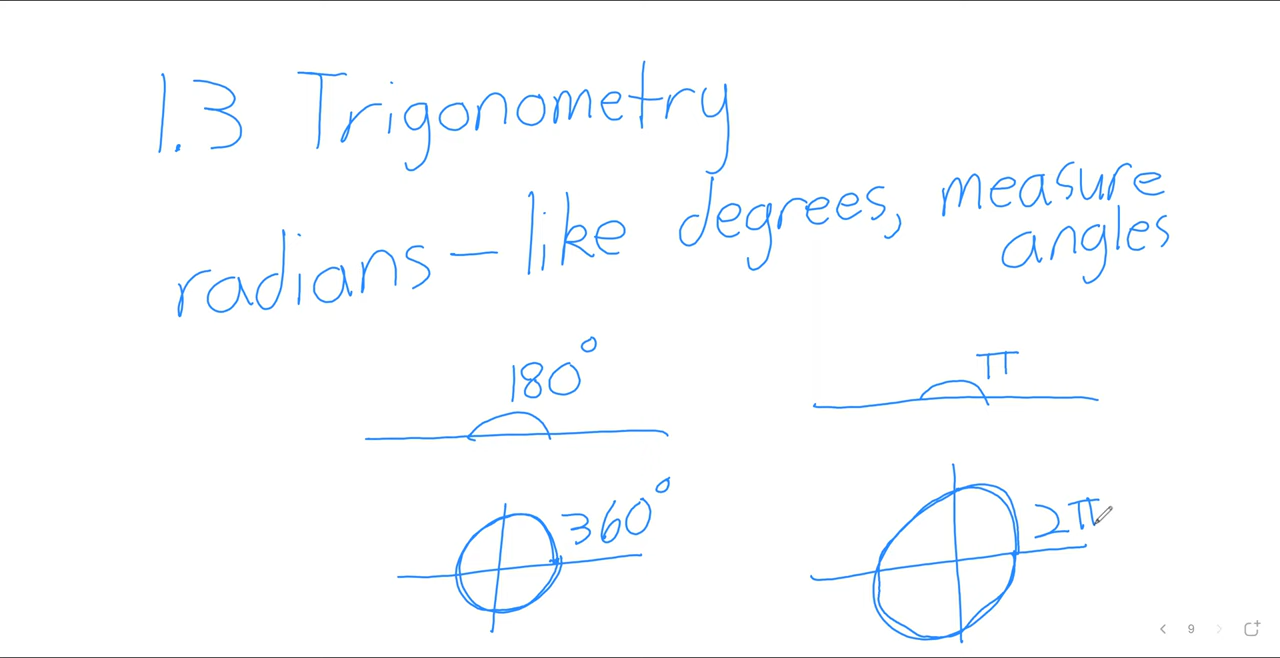 1.3 Trigonometry
radians – like degrees, measure
angles
180°
π
360°
2π
9